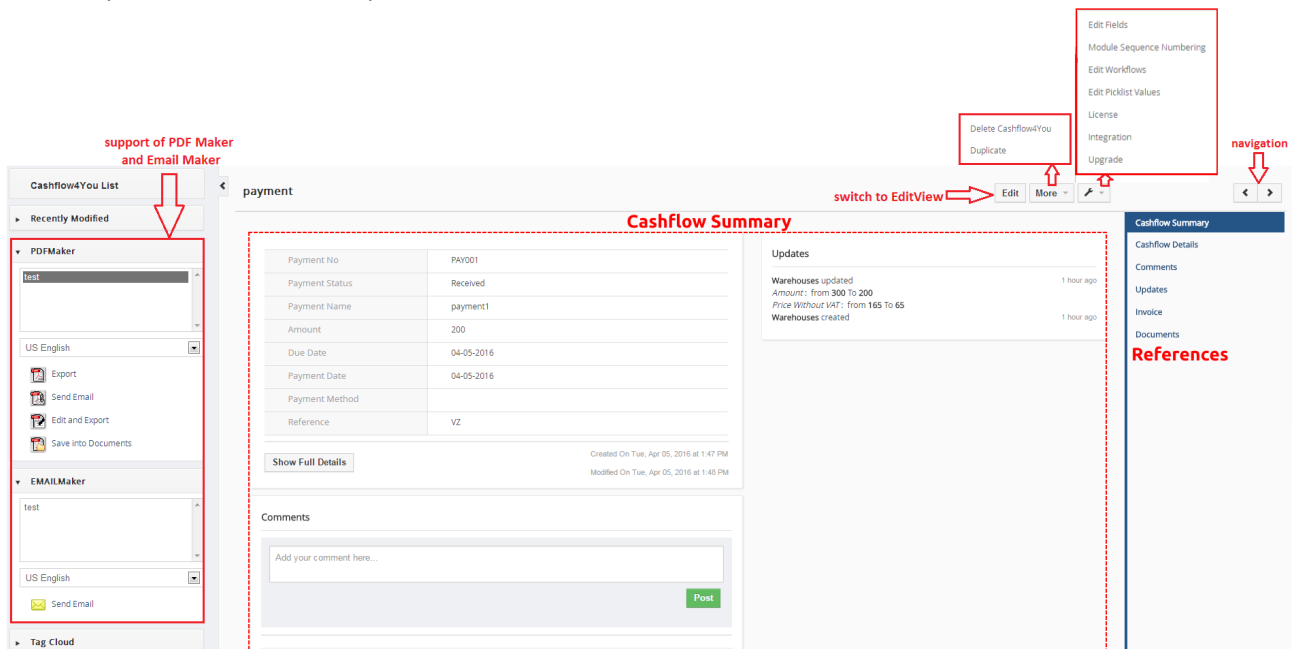 Edit Fields
Module Sequence Numbering
Edit Workflows
Edit Picklist Values
License
Integration
Upgrade
Delete Cashflow4You
Duplicate
support of PDF Maker
and Email Maker
navigation
switch to EditView
Cashflow4You List
Recently Modified
PDFMaker
test
US English
Export
Send Email
Edit and Export
Save into Documents
EMAILMaker
test
US English
Send Email
Tag Cloud
payment
Edit
More
Cashflow Summary
Payment No PAY001
Payment Status Received
Payment Name payment1
Amount 200
Due Date 04-05-2016
Payment Date 04-05-2016
Payment Method
Reference VZ
Show Full Details
Created On Tue, Apr 05, 2016 at 1:47 PM
Modified On Tue, Apr 05, 2016 at 1:48 PM
Comments
Add your comment here...
Post
Updates
Warehouses updated 1 hour ago
Amount : from 300 To 200
Price Without VAT : from 165 To 65
Warehouses created 1 hour ago
Cashflow Summary
Cashflow Details
Comments
Updates
Invoice
Documents
References